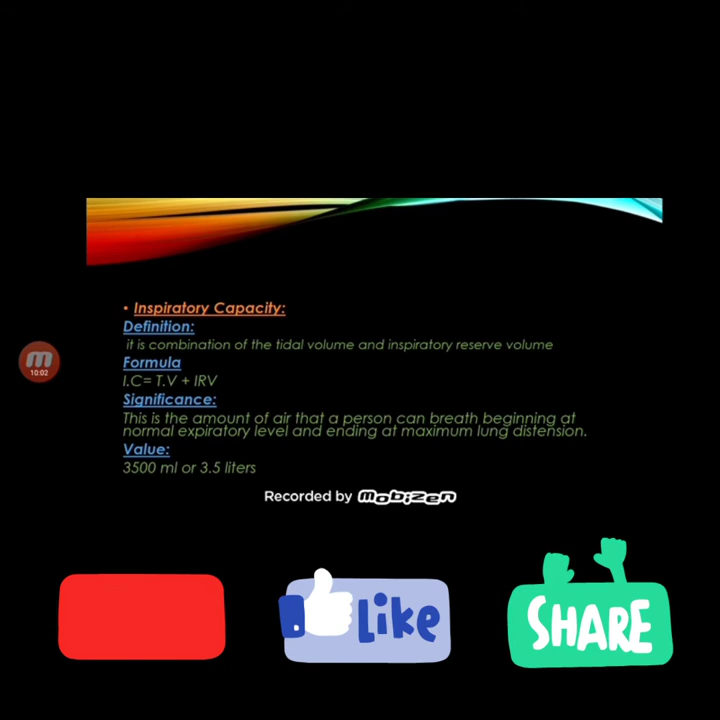 • Inspiratory Capacity:
Definition:
it is combination of the tidal volume and inspiratory reserve volume
Formula
I.C= T.V + IRV
Significance:
This is the amount of air that a person can breath beginning at
normal expiratory level and ending at maximum lung distension.
Value:
3500 ml or 3.5 liters
10:02
Recorded by mobizen
Like
SHARE